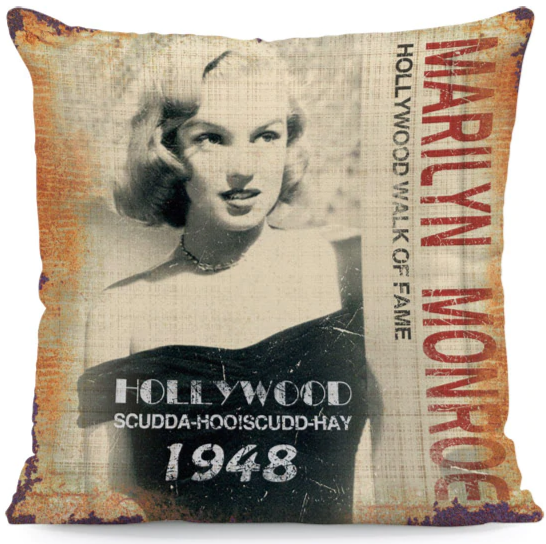 MARILYN MONROE
HOLLYWOOD WALK OF FAME
HOLLYWOOD
SCUDDA-HOO!SCUDD-HAY
1948